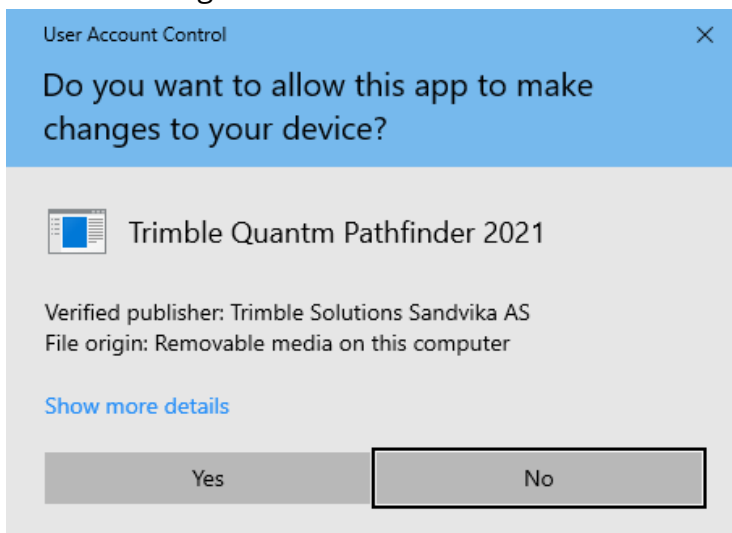 User Account Control
Do you want to allow this app to make
changes to your device?
Trimble Quantm Pathfinder 2021
Verified publisher: Trimble Solutions Sandvika AS
File origin: Removable media on this computer
Show more details
Yes
No